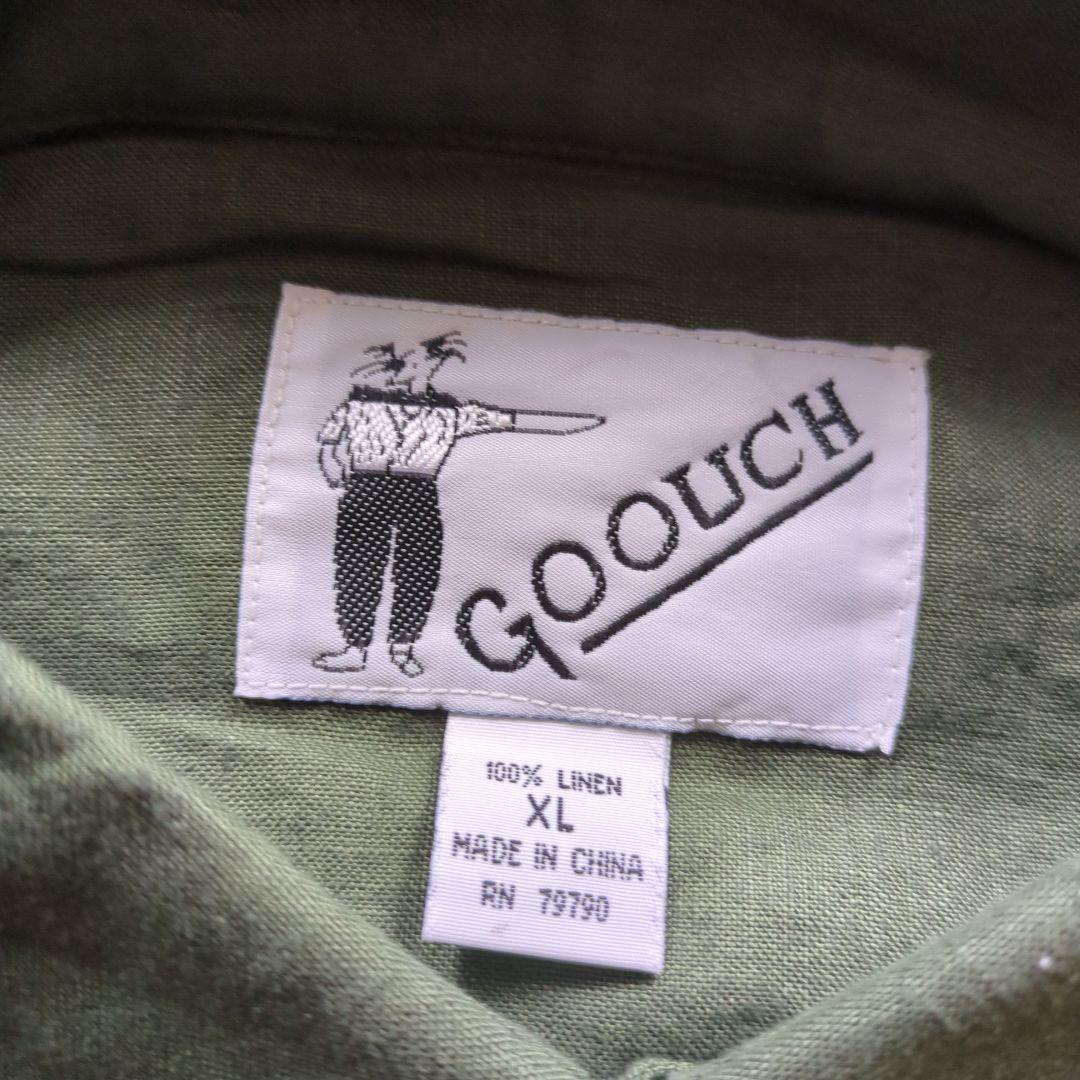 GOOUCH
100% LINEN
XL
MADE IN CHINA
RN 79790